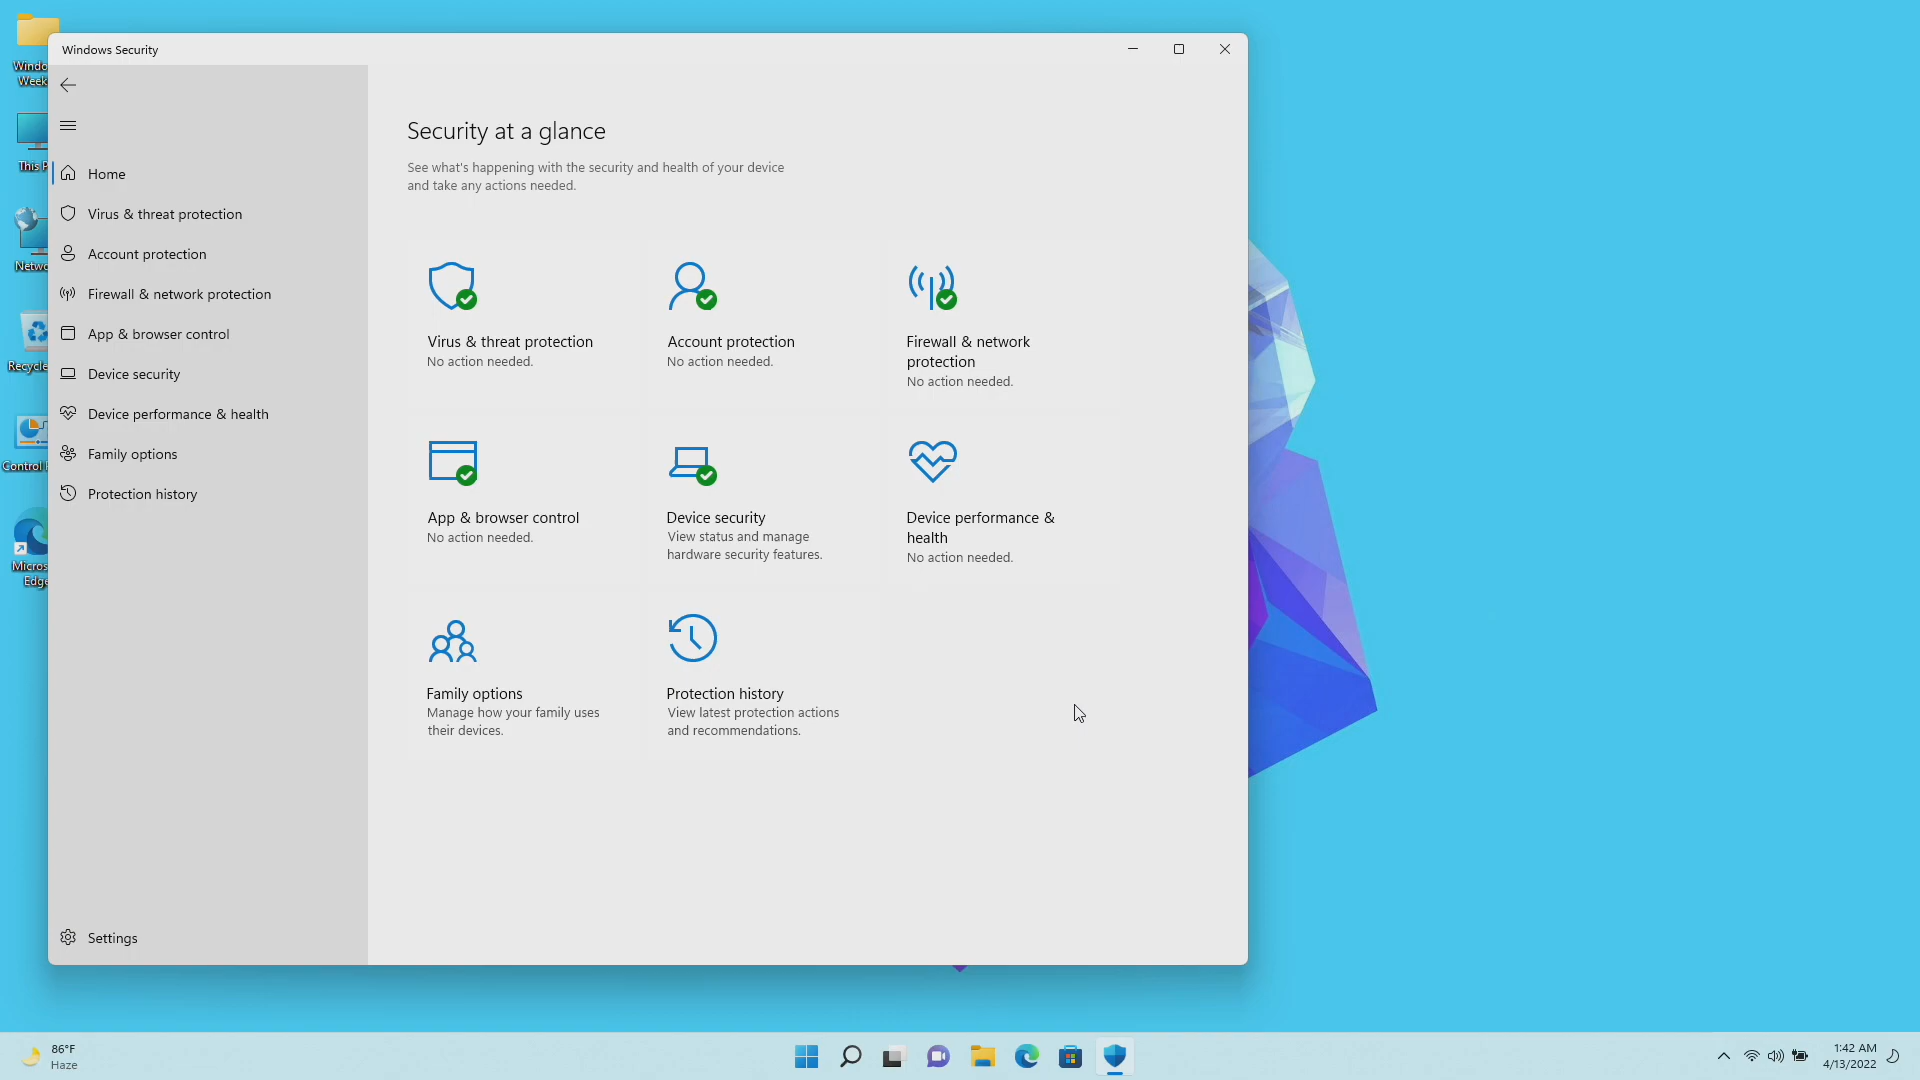 Windows Security
Home
Virus & threat protection
Account protection
Firewall & network protection
App & browser control
Device security
Device performance & health
Family options
Protection history
Settings
Security at a glance
See what's happening with the security and health of your device
and take any actions needed.
Virus & threat protection
No action needed.
Account protection
No action needed.
Firewall & network
protection
No action needed.
App & browser control
No action needed.
Device security
View status and manage
hardware security features.
Device performance &
health
No action needed.
Family options
Manage how your family uses
their devices.
Protection history
View latest protection actions
and recommendations.
This P
Recycle
Control
Edge
86°F
Haze
1:42 AM
4/13/2022